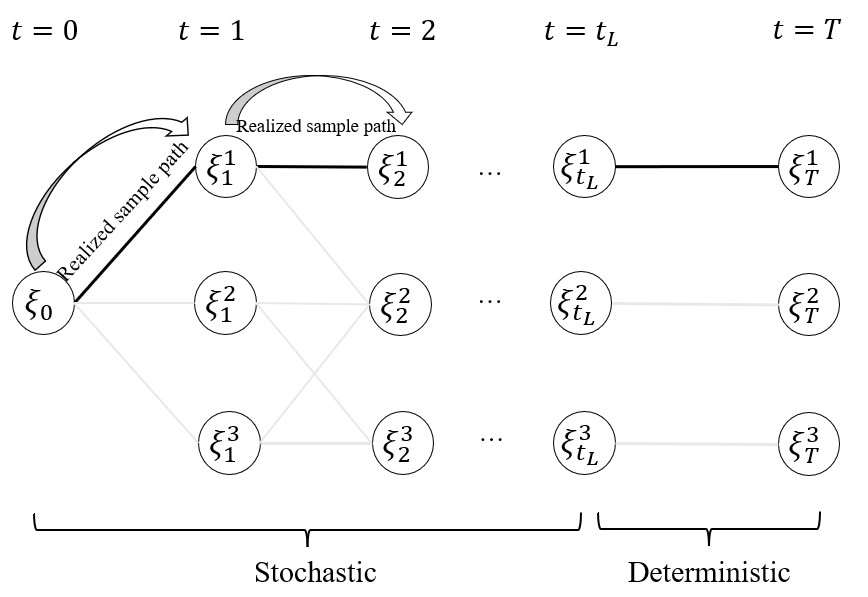 t = 0 t = 1 t = 2 t = t_L t = T
Realized sample path
Realized sample path
ξ_1^1 ξ_2^1 ... ξ_{t_L}^1 ξ_T^1
ξ_0 ξ_1^2 ξ_2^2 ... ξ_{t_L}^2 ξ_T^2
ξ_1^3 ξ_2^3 ... ξ_{t_L}^3 ξ_T^3
Stochastic Deterministic